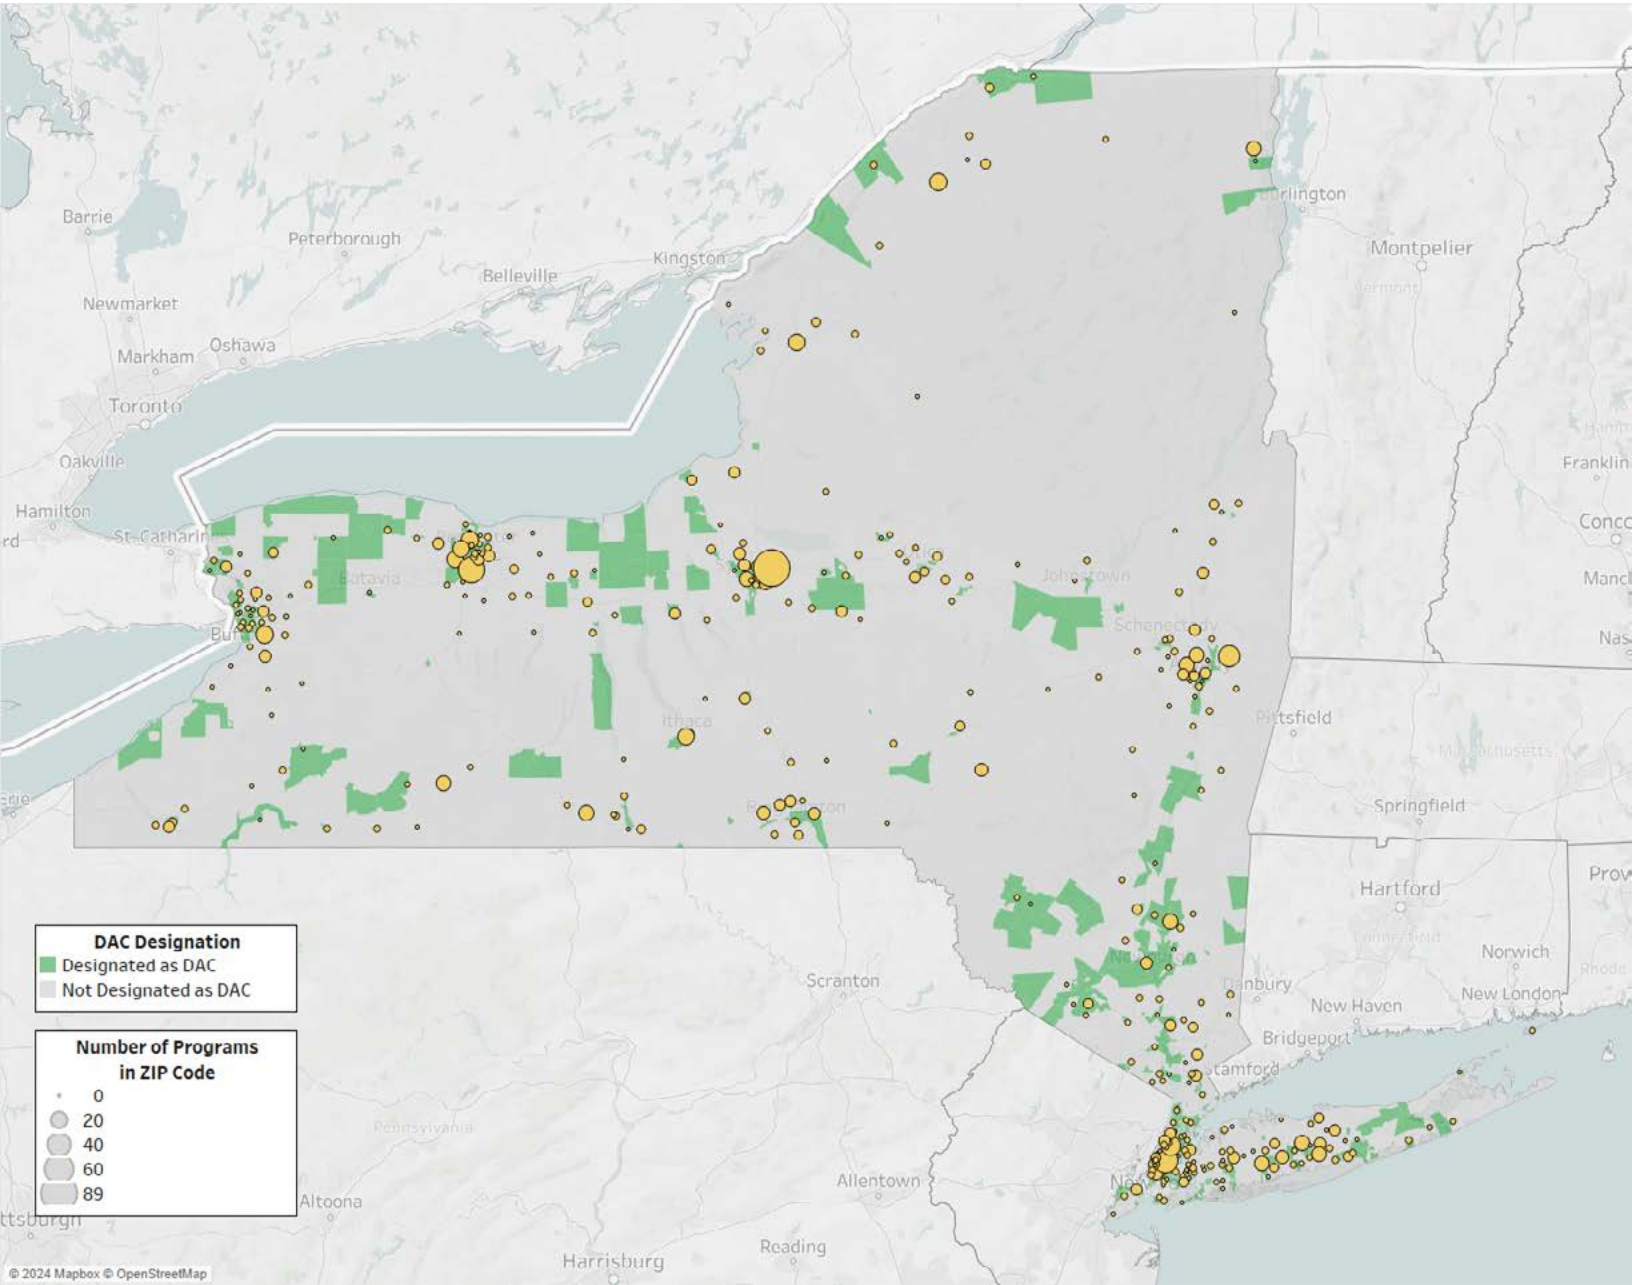 Barrie
Peterborough
Belleville
Kingston
Burlington
Montpelier
Vermont
Newmarket
Oshawa
Markham
Toronto
Oakville
Franklin
Hamilton
St. Catharines
Batavia
Johnstown
Schenectady
Ithaca
Pittsfield
Massachusetts
Springfield
Erie
Hartford
Connecticut
Prov
Norwich
Rhode
Danbury
New Haven
New London
Bridgeport
Stamford
Scranton
Pennsylvania
Allentown
Altoona
ttsburgh
Reading
Harrisburg
Conco
Nas
DAC Designation
Designated as DAC
Not Designated as DAC
Number of Programs
in ZIP Code
0
20
40
60
89
© 2024 Mapbox © OpenStreetMap